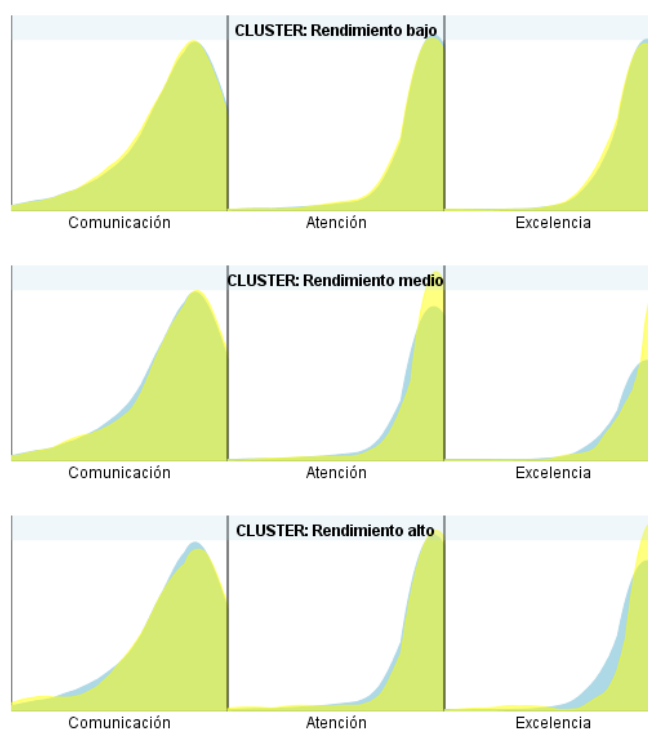 CLUSTER: Rendimiento bajo
Comunicación Atención Excelencia
CLUSTER: Rendimiento medio
Comunicación Atención Excelencia
CLUSTER: Rendimiento alto
Comunicación Atención Excelencia